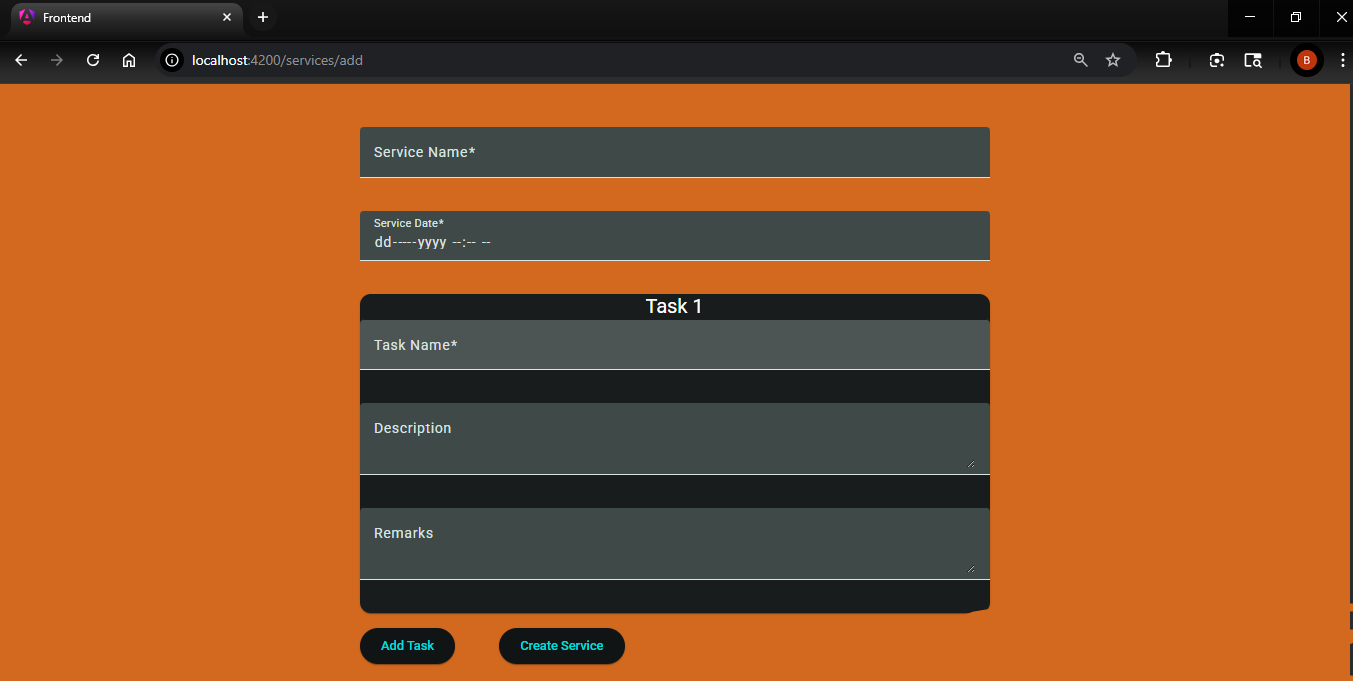 Frontend
localhost:4200/services/add
B
Service Name*
Service Date*
dd-----yyyy --:-- --
Task 1
Task Name*
Description
Remarks
Add Task Create Service